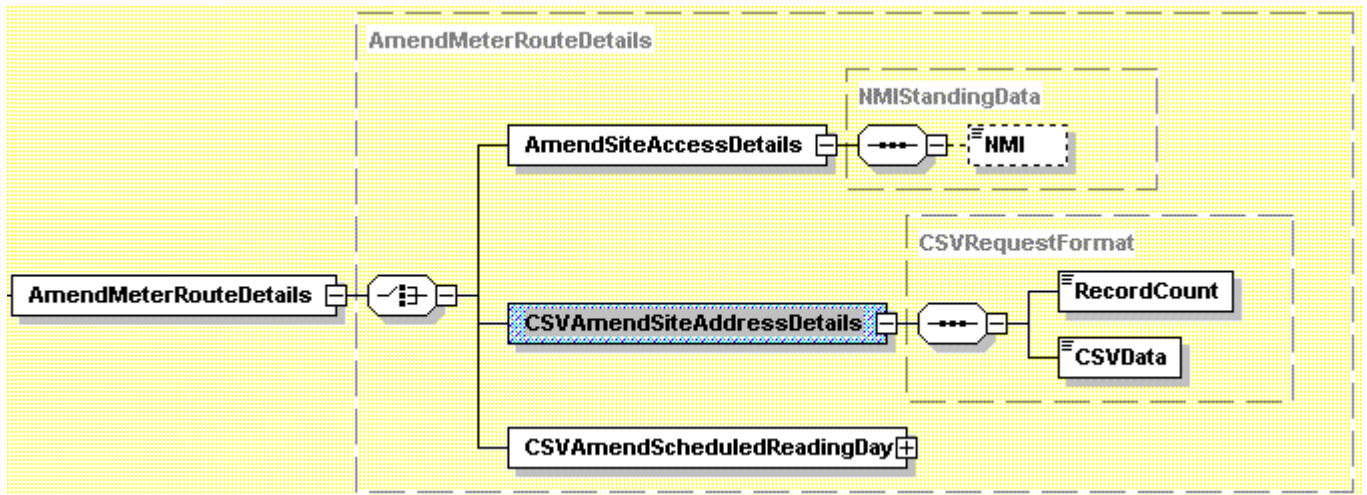 AmendMeterRouteDetails
NMIStandingData
AmendSiteAccessDetails
NMI
CSVRequestFormat
AmendMeterRouteDetails
RecordCount
CSVAmendSiteAddressDetails
CSVData
CSVAmendScheduledReadingDay